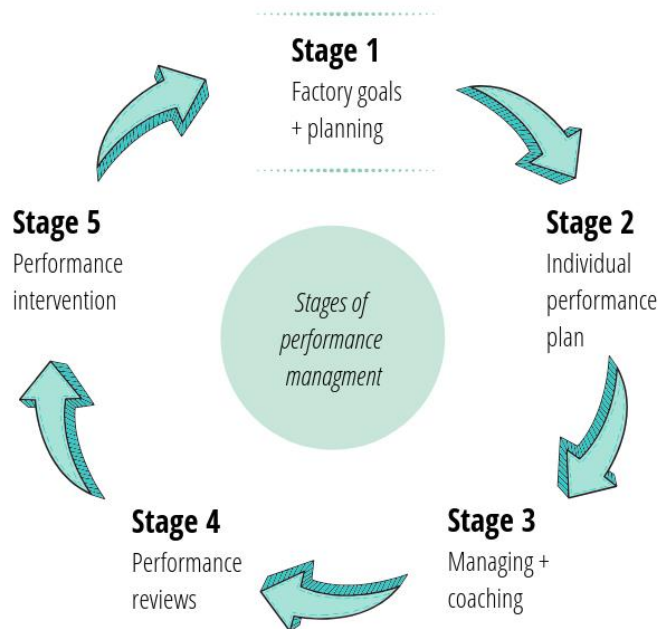 Stage 1
Factory goals
+ planning
Stage 2
Individual
performance
plan
Stage 3
Managing +
coaching
Stage 4
Performance
reviews
Stage 5
Performance
intervention
Stages of
performance
managment